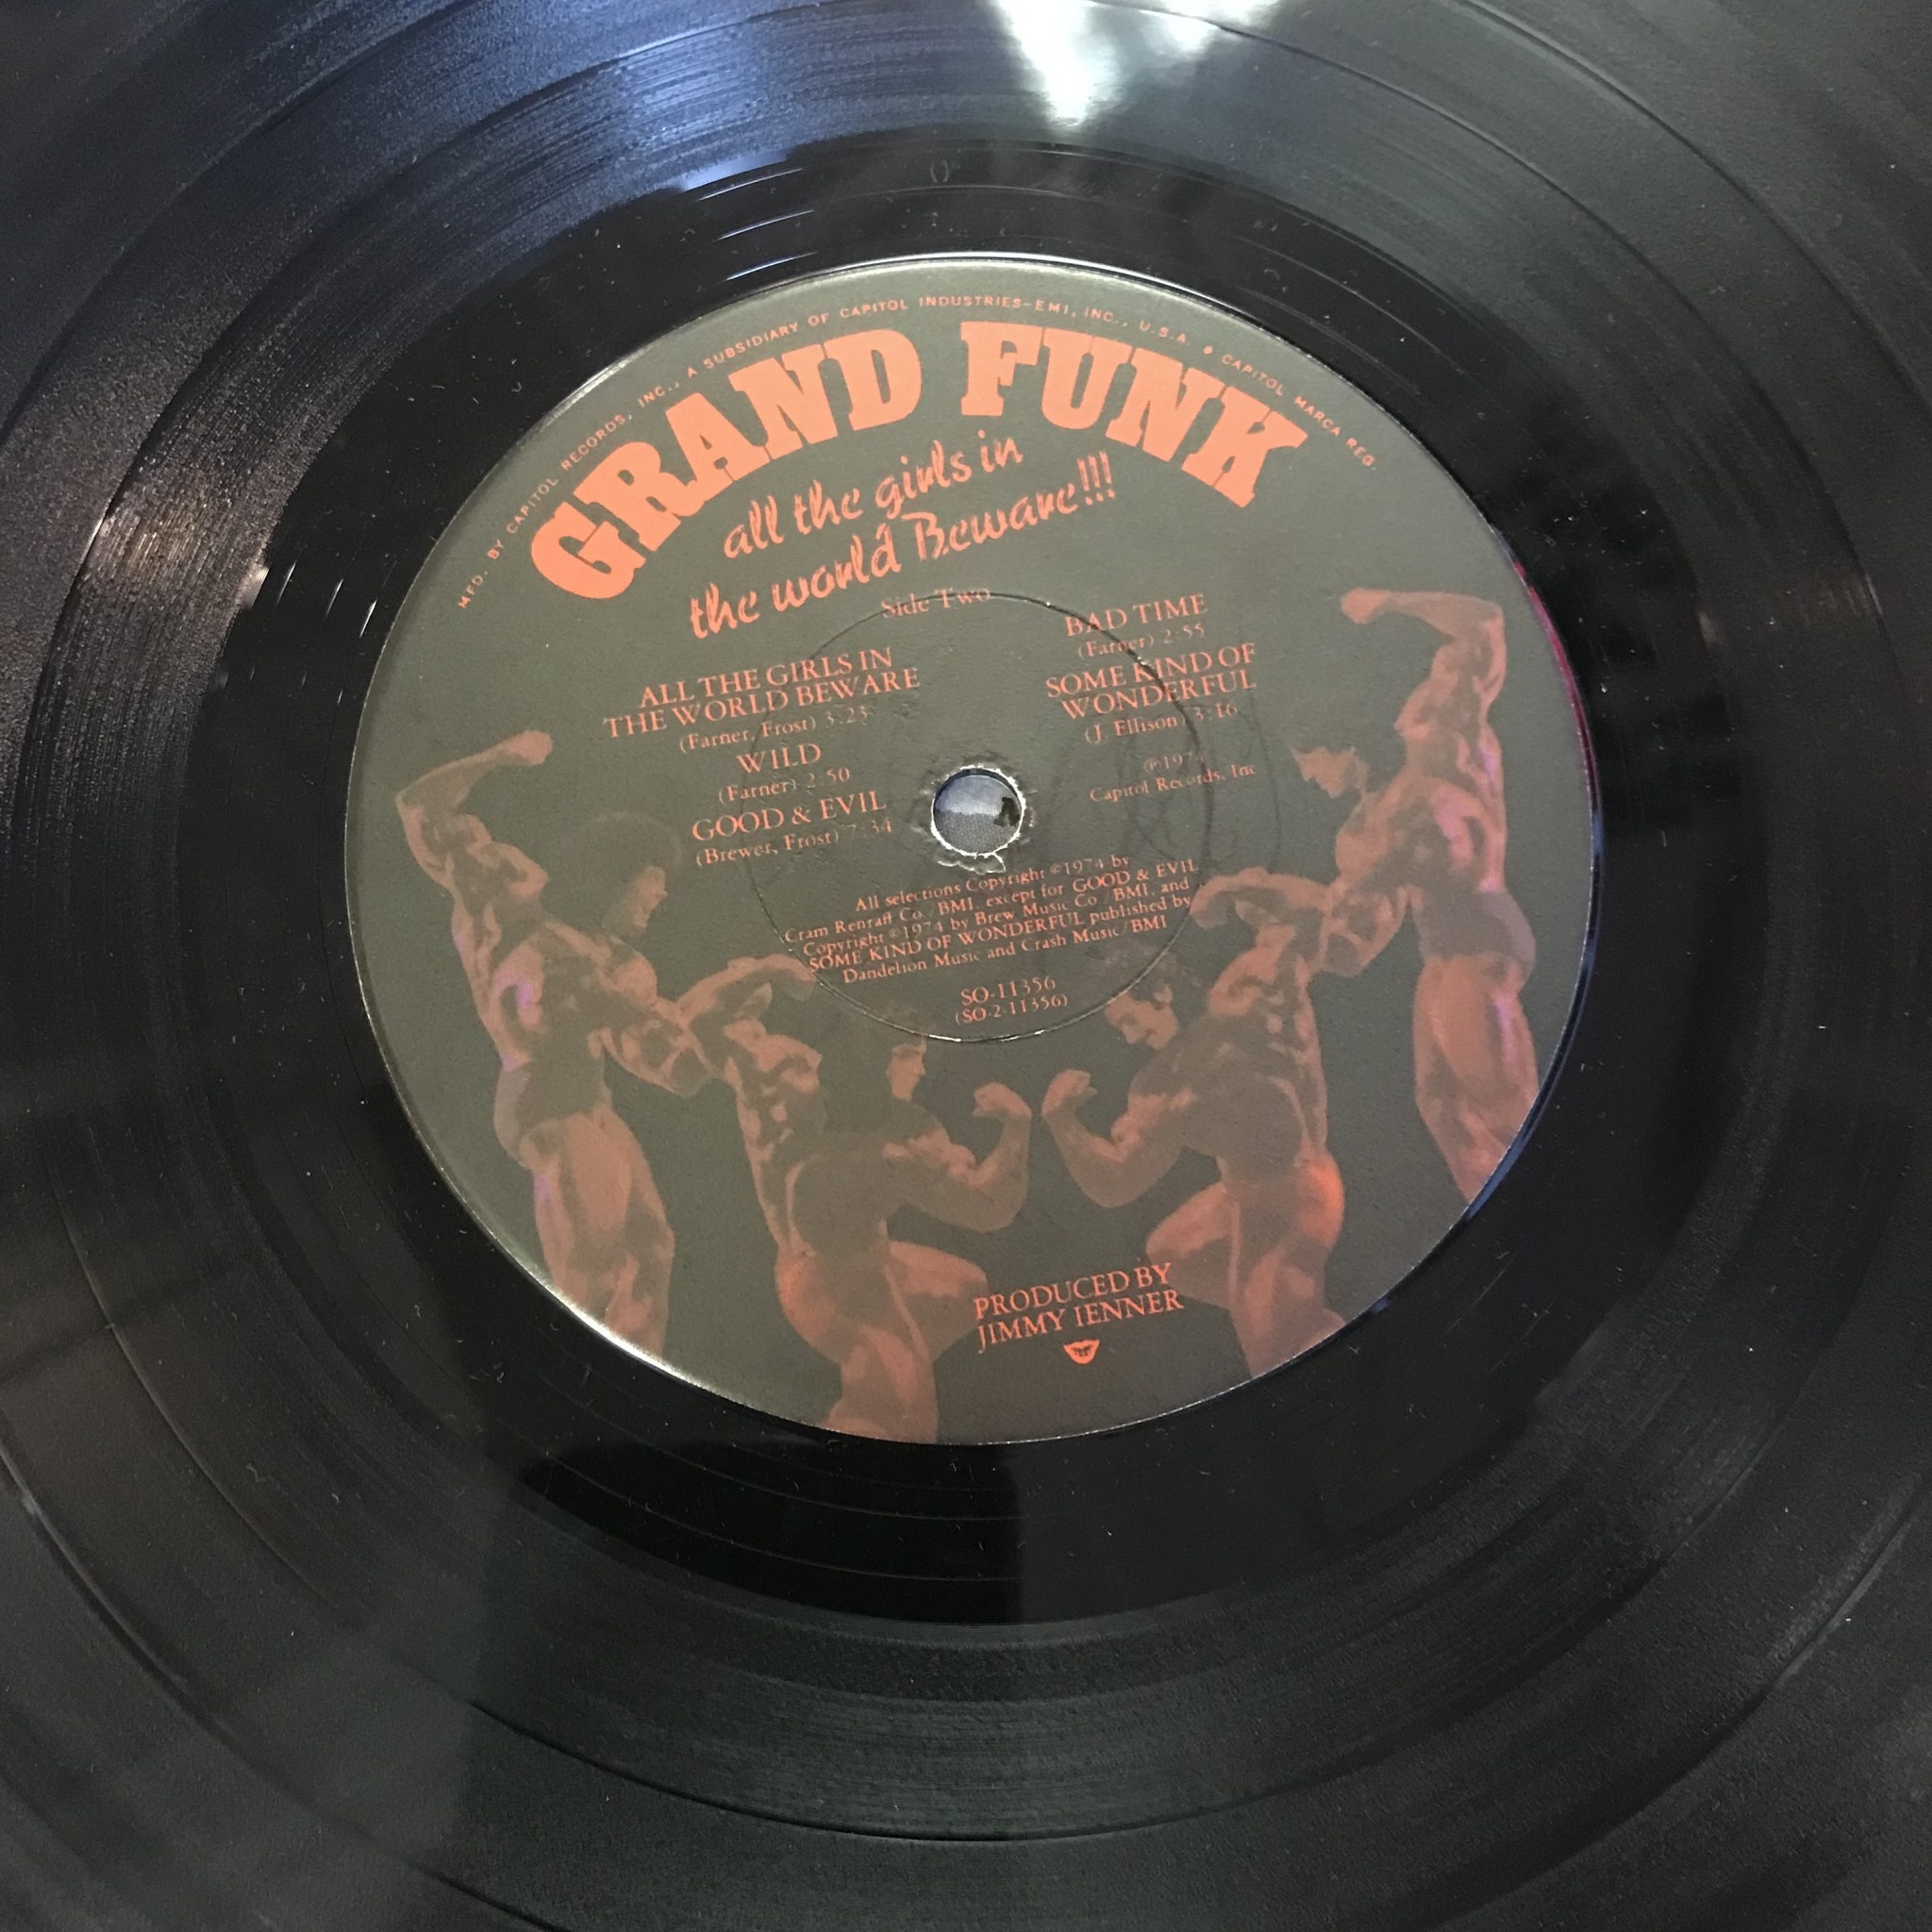 MFD. BY CAPITOL RECORDS, INC., A SUBSIDIARY OF CAPITOL INDUSTRIES-EMI, INC., U.S.A. • CAPITOL MARCA REG.
GRAND FUNK
all the girls in
the world Beware!!!
Side Two
ALL THE GIRLS IN
THE WORLD BEWARE
(Farner, Frost) 3:23
WILD
(Farner) 2:50
GOOD & EVIL
(Brewer, Frost) 7:34
BAD TIME
(Farner) 2:55
SOME KIND OF
WONDERFUL
(J. Ellison) 3:16
Capitol Records, Inc
All selections Copyright ©1974 by
Cram Renraff Co./BMI, except for GOOD & EVIL
Copyright ©1974 by Brew Music Co./BMI, and
SOME KIND OF WONDERFUL published by
Dandelion Music and Crash Music/BMI
SO-11356
(SO-2-11356)
PRODUCED BY
JIMMY IENNER